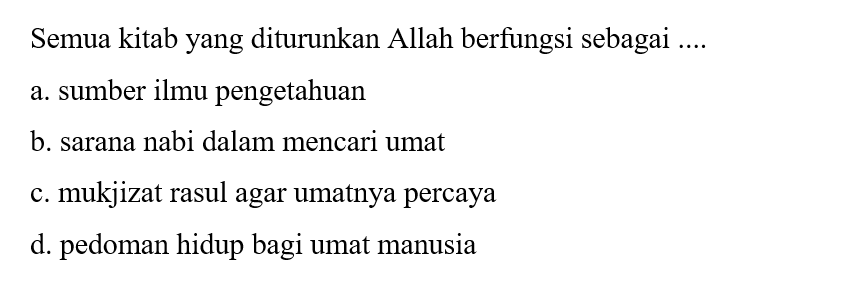 Semua kitab yang diturunkan Allah berfungsi sebagai ....
a. sumber ilmu pengetahuan
b. sarana nabi dalam mencari umat
c. mukjizat rasul agar umatnya percaya
d. pedoman hidup bagi umat manusia